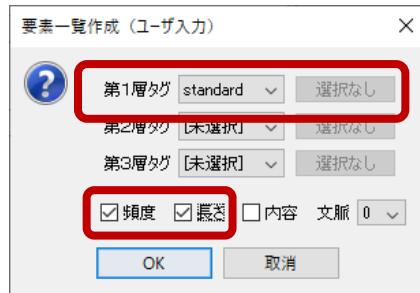 要素一覧作成（ユーザ入力）
第1層タグ standard 選択なし
第2層タグ [未選択] 選択なし
第3層タグ [未選択] 選択なし
頻度 長さ 内容 文脈 0
OK 取消